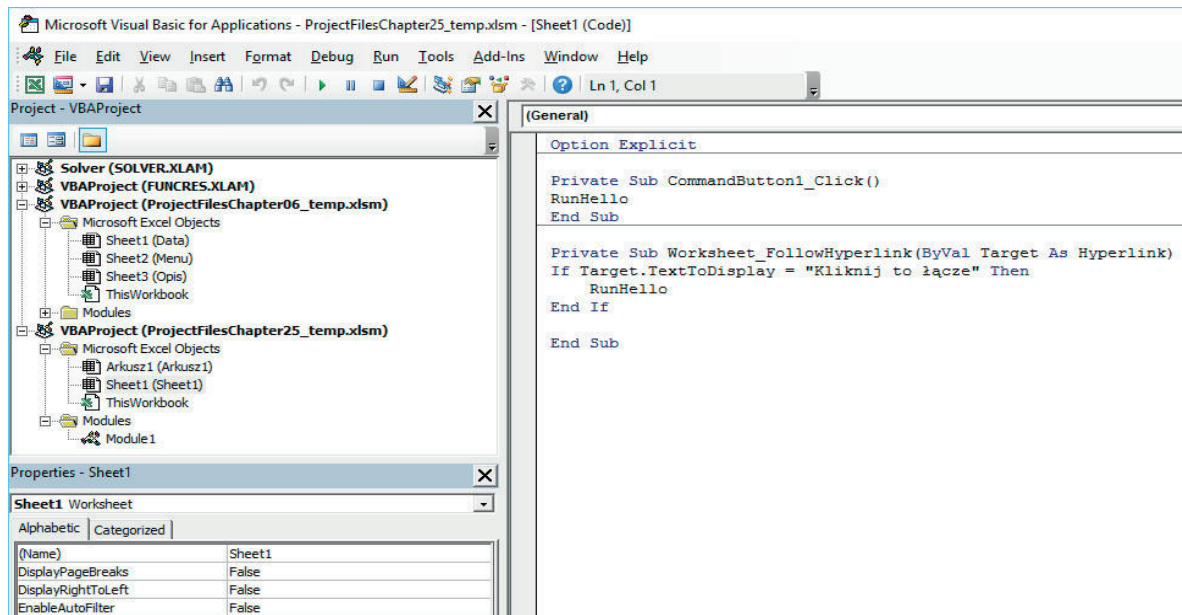 Microsoft Visual Basic for Applications - ProjectFilesChapter25_temp.xlsm - [Sheet1 (Code)]
File Edit View Insert Format Debug Run Tools Add-Ins Window Help
Ln 1, Col 1
Project - VBAProject
Solver (SOLVER.XLAM)
VBAProject (FUNCRES.XLAM)
VBAProject (ProjectFilesChapter06_temp.xlsm)
Microsoft Excel Objects
Sheet1 (Data)
Sheet2 (Menu)
Sheet3 (Opis)
ThisWorkbook
Modules
VBAProject (ProjectFilesChapter25_temp.xlsm)
Microsoft Excel Objects
Arkusz1 (Arkusz1)
Sheet1 (Sheet1)
ThisWorkbook
Modules
Module1
Properties - Sheet1
Sheet1 Worksheet
Alphabetic Categorized
(Name) Sheet1
DisplayPageBreaks False
DisplayRightToLeft False
EnableAutoFilter False
(General)
Option Explicit
Private Sub CommandButton1_Click()
RunHello
End Sub
Private Sub Worksheet_FollowHyperlink(ByVal Target As Hyperlink)
If Target.TextToDisplay = "Kliknij to łącze" Then
RunHello
End If
End Sub